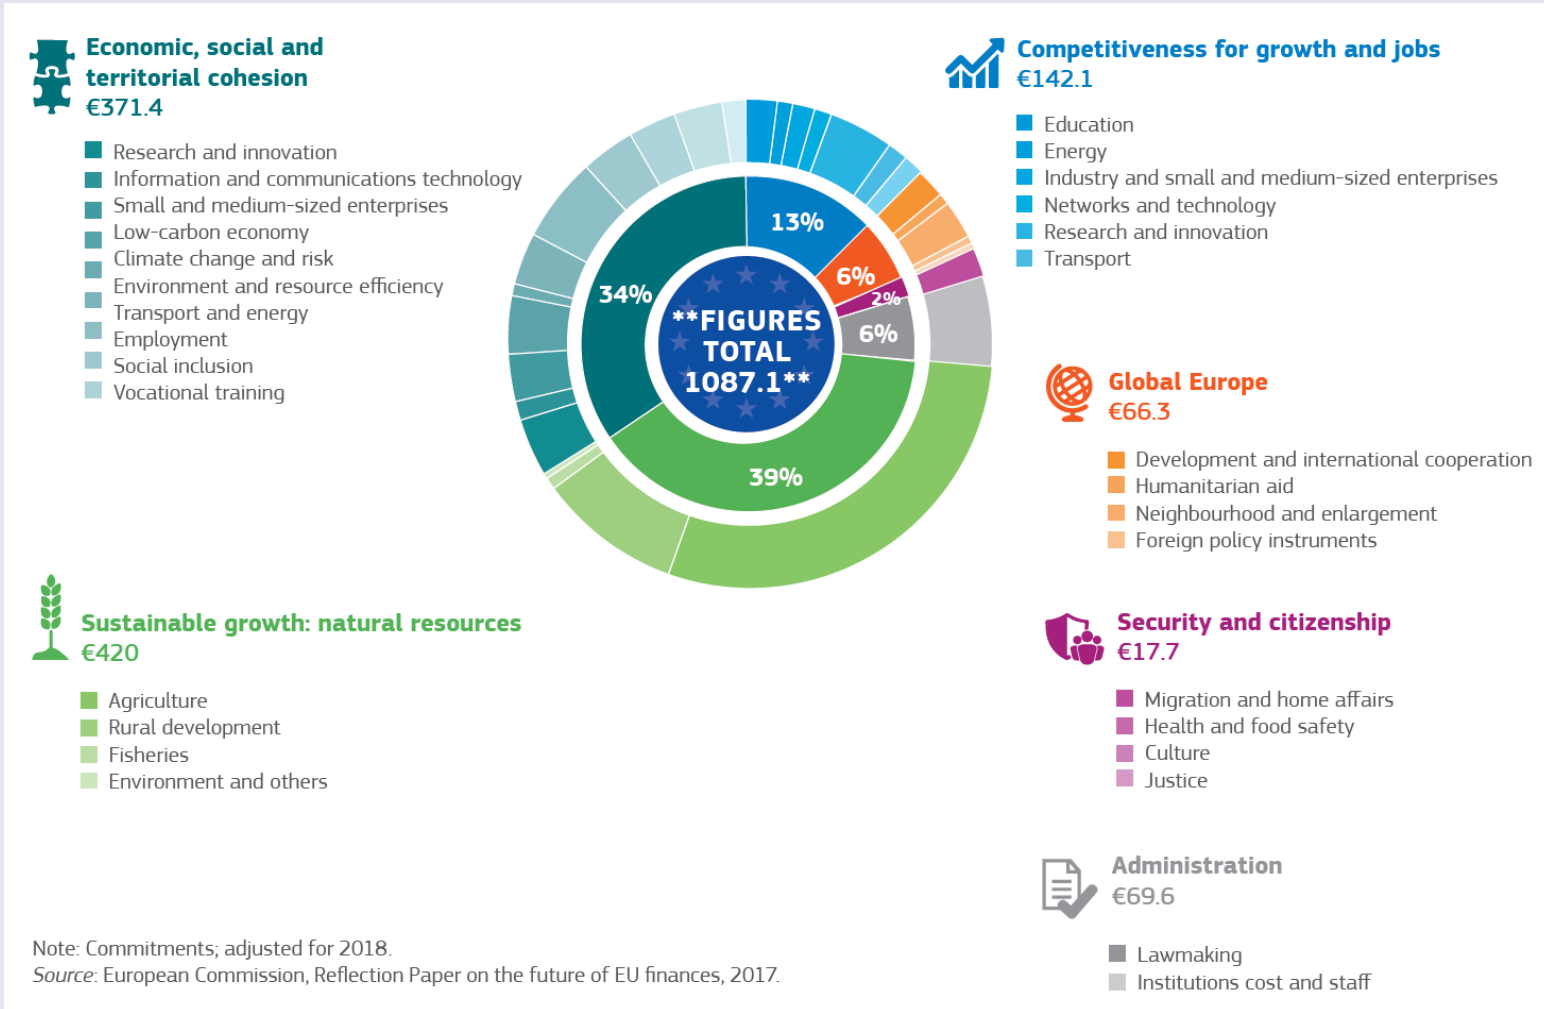 Economic, social and
territorial cohesion
€371.4
Research and innovation
Information and communications technology
Small and medium-sized enterprises
Low-carbon economy
Climate change and risk
Environment and resource efficiency
Transport and energy
Employment
Social inclusion
Vocational training
Competitiveness for growth and jobs
€142.1
Education
Energy
Industry and small and medium-sized enterprises
Networks and technology
Research and innovation
Transport
13%
6%
2%
6%
34%
39%
**FIGURES
TOTAL
1087.1**
Global Europe
€66.3
Development and international cooperation
Humanitarian aid
Neighbourhood and enlargement
Foreign policy instruments
Sustainable growth: natural resources
€420
Agriculture
Rural development
Fisheries
Environment and others
Security and citizenship
€17.7
Migration and home affairs
Health and food safety
Culture
Justice
Administration
€69.6
Lawmaking
Institutions cost and staff
Note: Commitments; adjusted for 2018.
Source: European Commission, Reflection Paper on the future of EU finances, 2017.